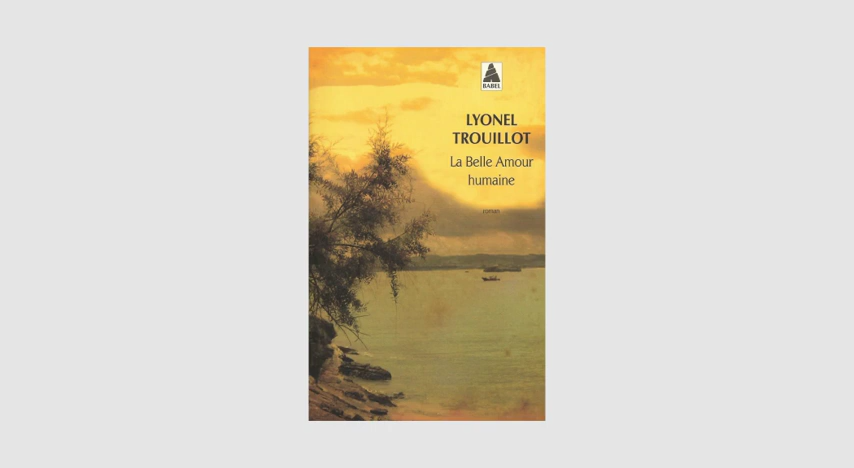 BABEL
LYONEL
TROUILLOT
La Belle Amour
humaine
roman